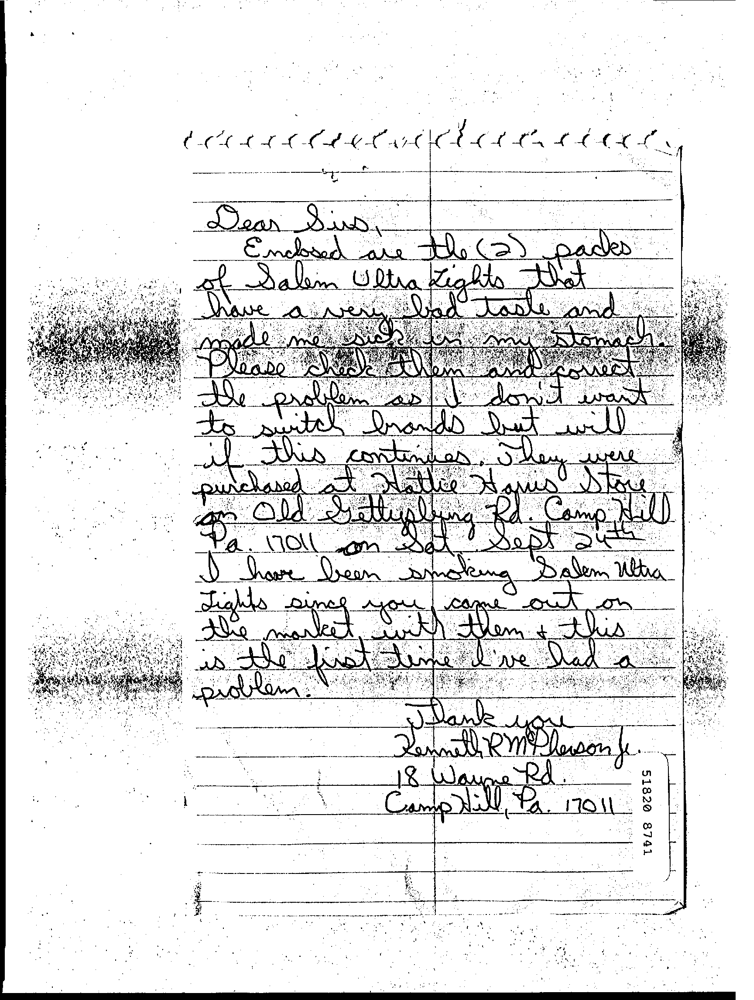 Dear Sirs,
Enclosed are the (2) packs
of Salem Ultra Lights that
have a very bad taste and
made me sick in my stomach.
Please check them and correct
the problem as I don't want
to switch brands but will
if this continues. They were
purchased at Hattie Harris Store
on Old Gettysburg Rd. Camp Hill
Pa. 17011 on Sat. Sept 24th
I have been smoking Salem Ultra
Lights since you came out on
the market with them & this
is the first time I've had a
problem.
Thank you
Kenneth R McPherson Jr.
18 Wayne Rd.
Camp Hill, Pa. 17011
51820 8741